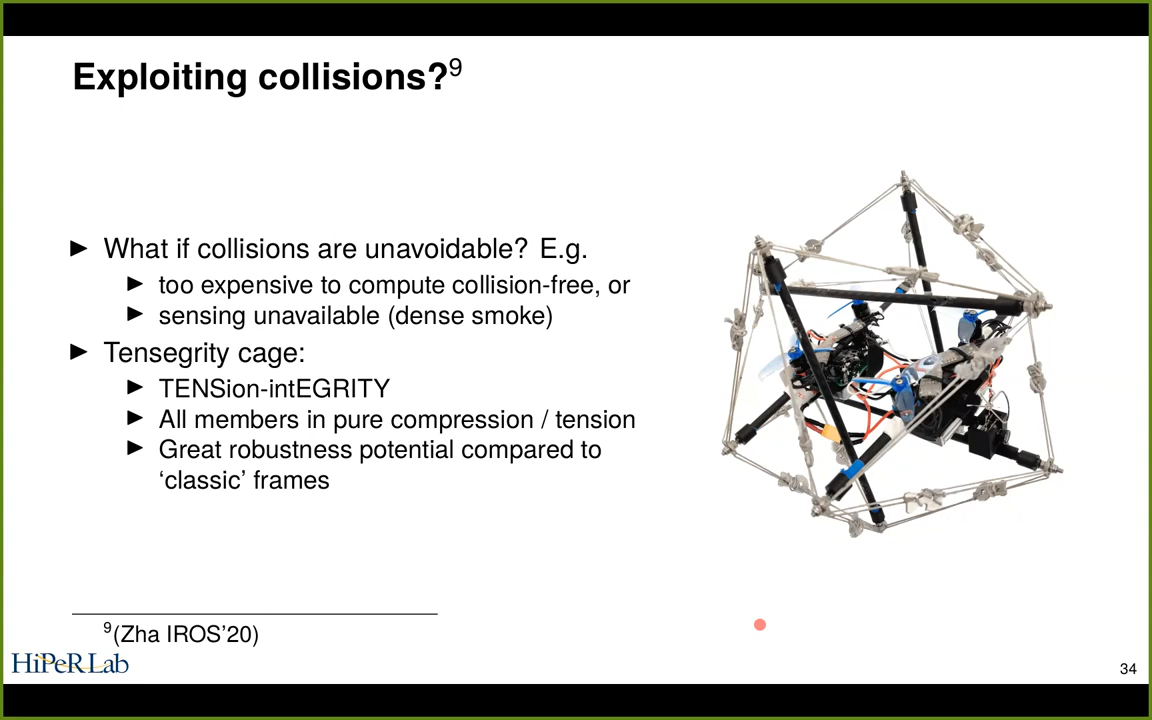 Exploiting collisions?9
► What if collisions are unavoidable? E.g.
► too expensive to compute collision-free, or
► sensing unavailable (dense smoke)
► Tensegrity cage:
► TENSion-intEGRITY
► All members in pure compression / tension
► Great robustness potential compared to
‘classic’ frames
9(Zha IROS’20)
HiPeRLab
34